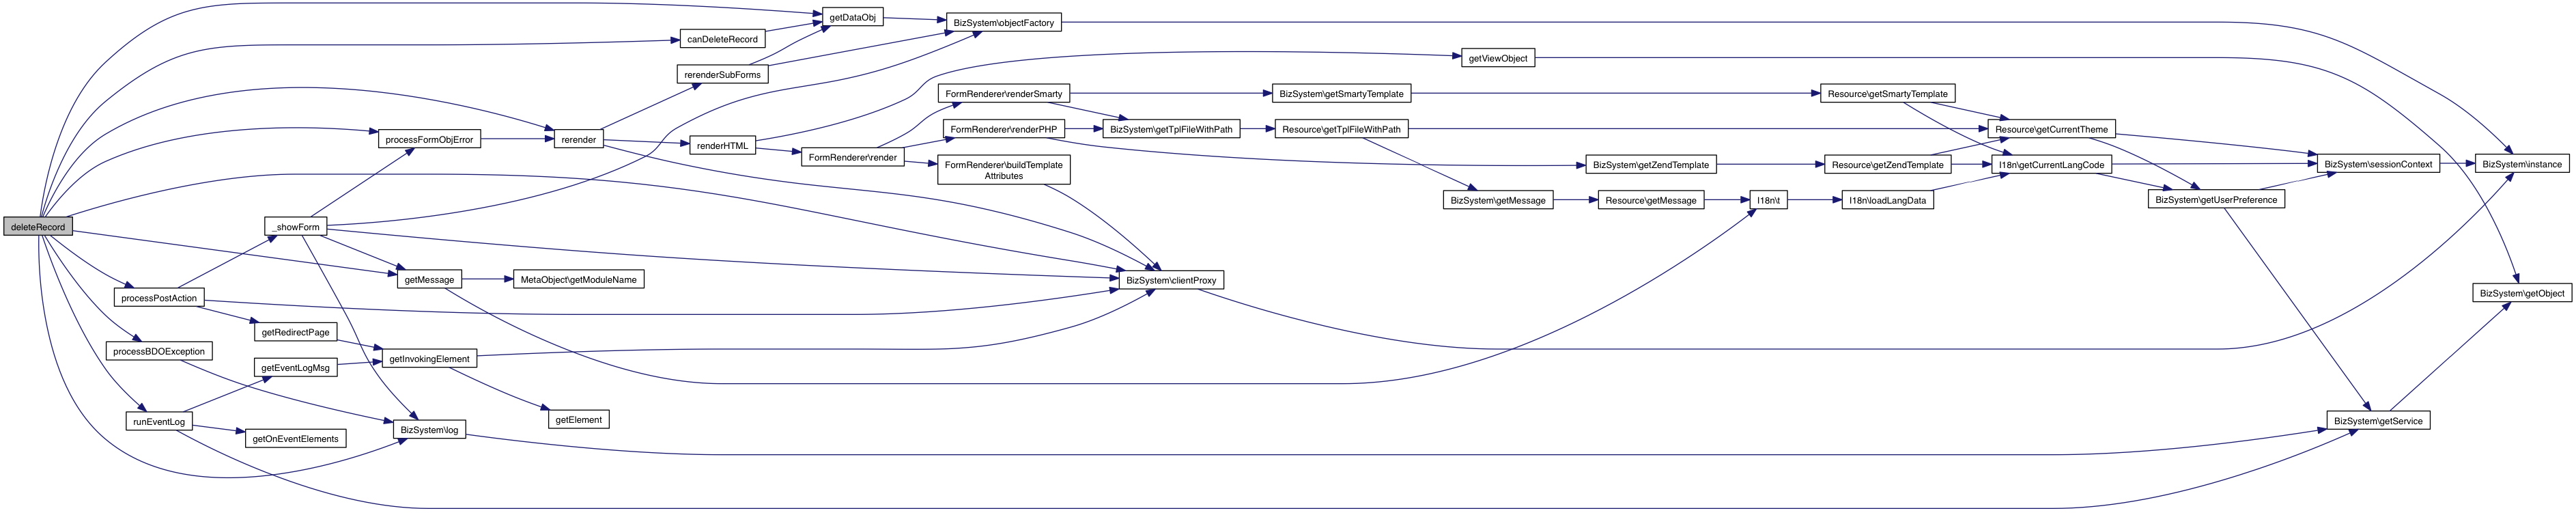 deleteRecord
getDataObj
canDeleteRecord
rerenderSubForms
processFormObjError
rerender
renderHTML
_showForm
getMessage
MetaObject\getModuleName
processPostAction
getRedirectPage
processBDOException
getEventLogMsg
getInvokingElement
getElement
runEventLog
getOnEventElements
BizSystem\log
BizSystem\objectFactory
FormRenderer\render
FormRenderer\renderSmarty
FormRenderer\renderPHP
FormRenderer\buildTemplate
Attributes
BizSystem\clientProxy
BizSystem\getSmartyTemplate
BizSystem\getTplFileWithPath
Resource\getTplFileWithPath
getViewObject
BizSystem\getZendTemplate
BizSystem\getMessage
Resource\getMessage
I18n\t
Resource\getSmartyTemplate
Resource\getZendTemplate
I18n\loadLangData
Resource\getCurrentTheme
I18n\getCurrentLangCode
BizSystem\getUserPreference
BizSystem\sessionContext
BizSystem\instance
BizSystem\getObject
BizSystem\getService